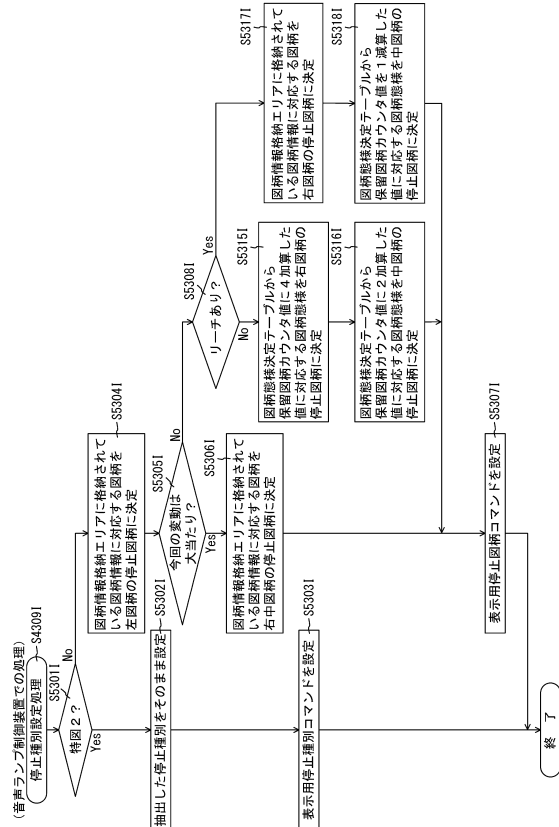 (音声ランプ制御装置での処理)
停止種別設定処理
S4309I
S5301I
特図2?
Yes
No
抽出した停止種別をそのまま設定
S5302I
表示用停止種別コマンドを設定
S5303I
図柄情報格納エリアに格納されて
いる図柄情報に対応する図柄を
左図柄の停止図柄に決定
S5304I
今回の変動は
大当たり?
S5305I
Yes
No
図柄情報格納エリアに格納されて
いる図柄情報に対応する図柄を
右中図柄の停止図柄に決定
S5306I
リーチあり?
S5308I
Yes
No
図柄態様決定テーブルから
保留図柄カウンタ値に4加算した
値に対応する図柄態様を右図柄の
停止図柄に決定
S5315I
図柄態様決定テーブルから
保留図柄カウンタ値に2加算した
値に対応する図柄態様を中図柄の
停止図柄に決定
S5316I
図柄情報格納エリアに格納されて
いる図柄情報に対応する図柄を
右図柄の停止図柄に決定
S5317I
図柄態様決定テーブルから
保留図柄カウンタ値を1減算した
値に対応する図柄態様を中図柄の
停止図柄に決定
S5318I
表示用停止図柄コマンドを設定
S5307I
終 了